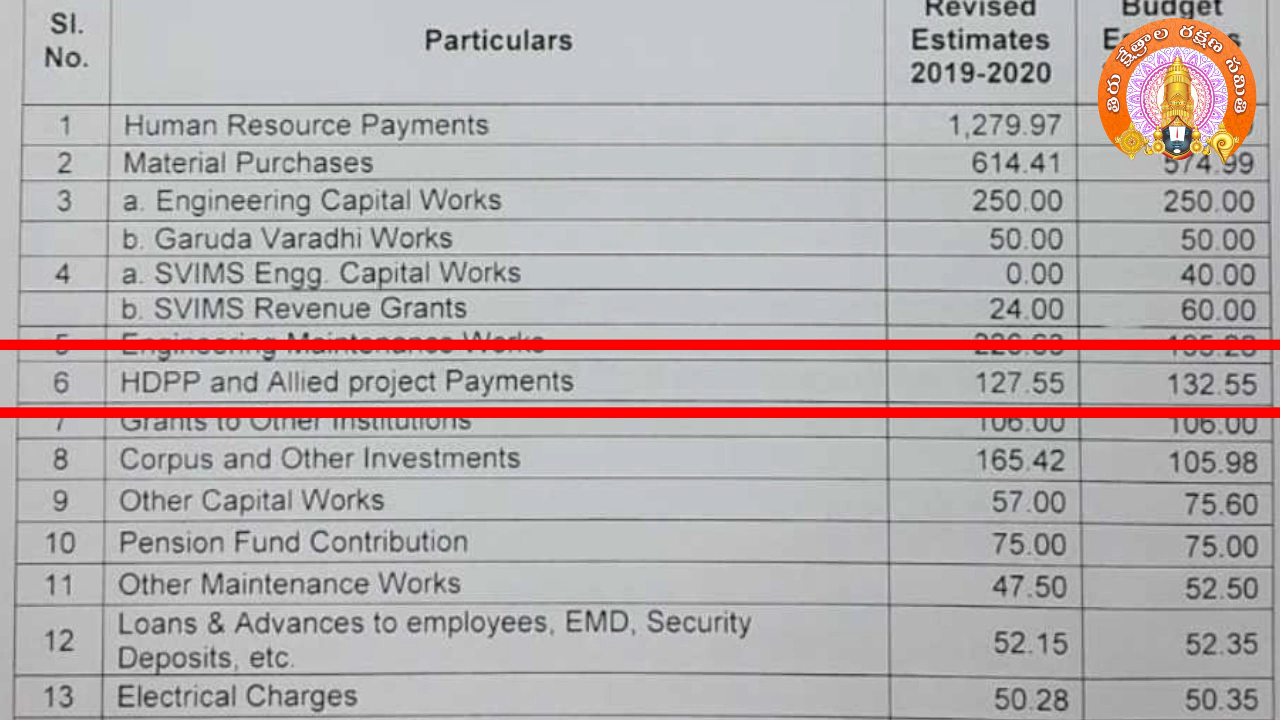 Sl. No. Particulars Revised Estimates 2019-2020 Budget
తిరు క్షేత్రాల రక్షణ సమితి
1 Human Resource Payments 1,279.97
2 Material Purchases 614.41 574.99
3 a. Engineering Capital Works 250.00 250.00
b. Garuda Varadhi Works 50.00 50.00
4 a. SVIMS Engg. Capital Works 0.00 40.00
b. SVIMS Revenue Grants 24.00 60.00
5 Engineering Maintenance Works
6 HDPP and Allied project Payments 127.55 132.55
7 Grants to Other Institutions 106.00 106.00
8 Corpus and Other Investments 165.42 105.98
9 Other Capital Works 57.00 75.60
10 Pension Fund Contribution 75.00 75.00
11 Other Maintenance Works 47.50 52.50
12 Loans & Advances to employees, EMD, Security Deposits, etc. 52.15 52.35
13 Electrical Charges 50.28 50.35